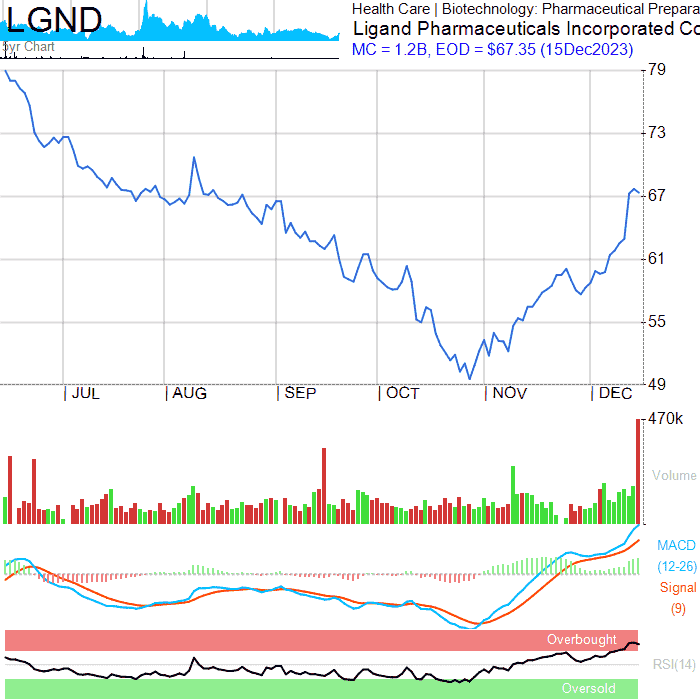 LGND
5yr Chart
Health Care | Biotechnology: Pharmaceutical Prepara
Ligand Pharmaceuticals Incorporated Co
MC = 1.2B, EOD = $67.35 (15Dec2023)
79
73
67
61
55
49
JUL AUG SEP OCT NOV DEC
470k
Volume
MACD
(12-26)
Signal
(9)
Overbought
RSI(14)
Oversold